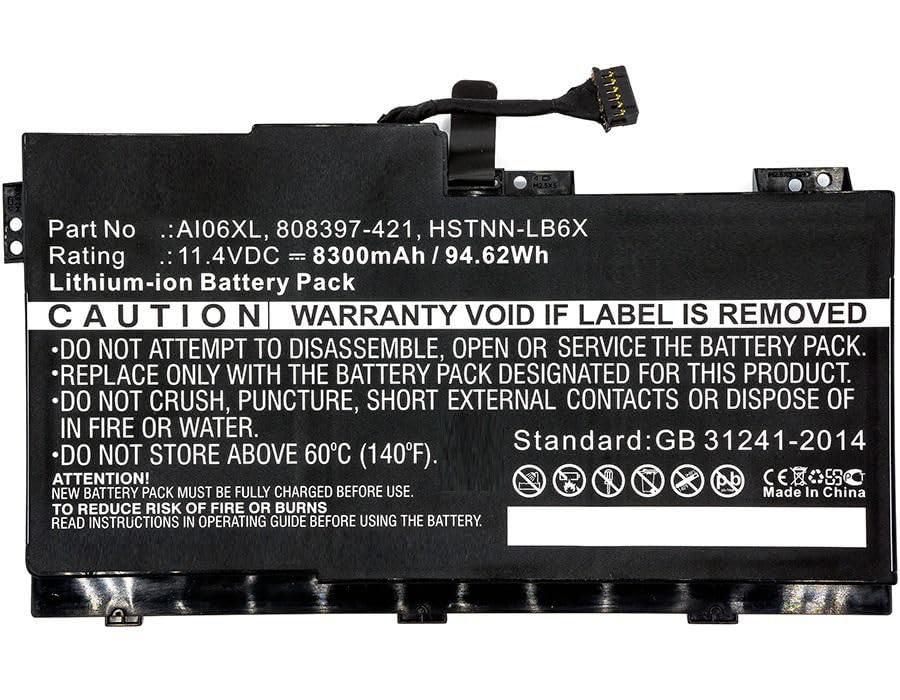 Part No .:AI06XL, 808397-421, HSTNN-LB6X
Rating .:11.4VDC ⎓ 8300mAh / 94.62Wh
Lithium-ion Battery Pack
CAUTION WARRANTY VOID IF LABEL IS REMOVED
•DO NOT ATTEMPT TO DISASSEMBLE, OPEN OR SERVICE THE BATTERY PACK.
•REPLACE ONLY WITH THE BATTERY PACK DESIGNATED FOR THIS PRODUCT.
•DO NOT CRUSH, PUNCTURE, SHORT EXTERNAL CONTACTS OR DISPOSE OF
IN FIRE OR WATER.
•DO NOT STORE ABOVE 60ºC (140ºF).
Standard:GB 31241-2014
ATTENTION!
NEW BATTERY PACK MUST BE FULLY CHARGED BEFORE USE.
TO REDUCE RISK OF FIRE OR BURNS
READ INSTRUCTIONS IN OPERATING GUIDE BEFORE USING THE BATTERY.
Pb
CE
Made In China